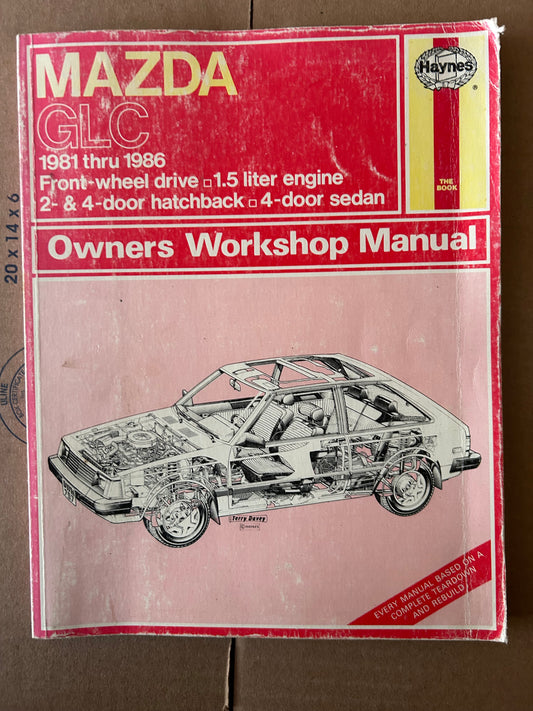 MAZDA
GLC
1981 thru 1986
Front-wheel drive □ 1.5 liter engine
2- & 4-door hatchback □ 4-door sedan
Haynes
®
THE
BOOK
Owners Workshop Manual
Terry Davey
EVERY MANUAL BASED ON A
COMPLETE TEARDOWN
AND REBUILD
20 x 14 x 6
ULINE